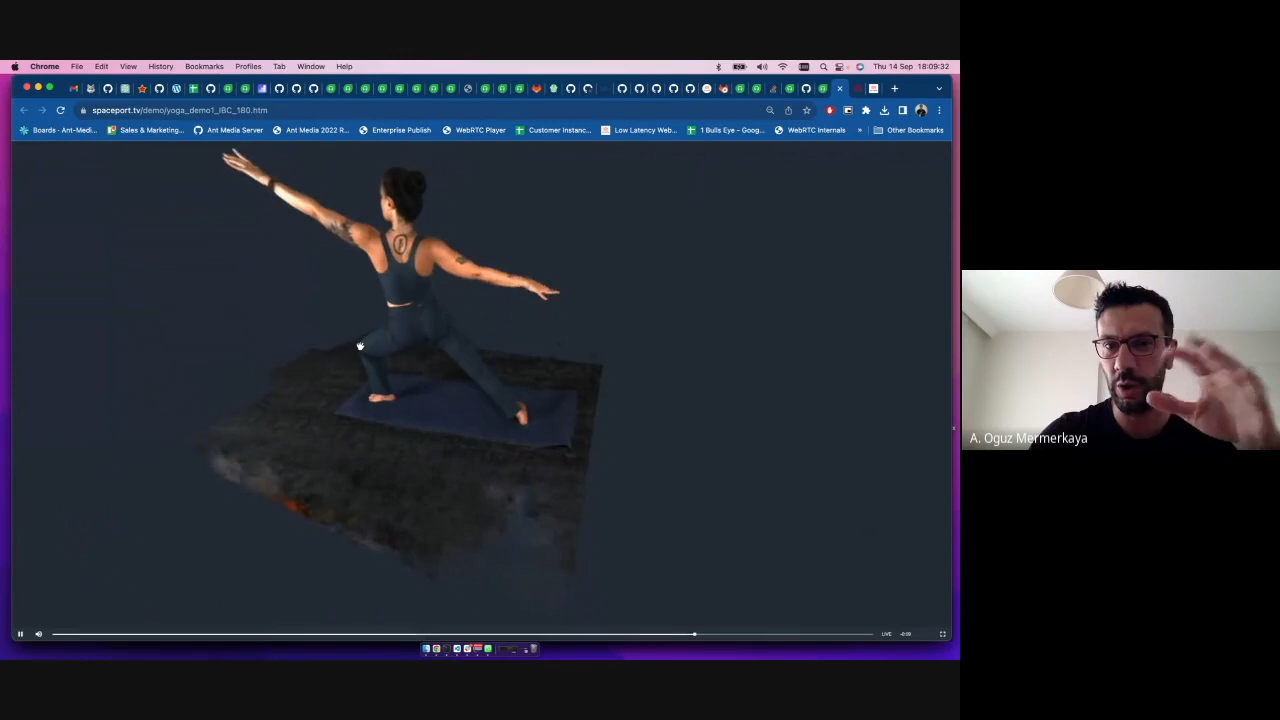 Chrome File Edit View History Bookmarks Profiles Tab Window Help Thu 14 Sep 18:09:32
spaceport.tv/demo/yoga_demo1_IBC_180.htm
Boards - Ant-Medi... Sales & Marketing... Ant Media Server Ant Media 2022 R... Enterprise Publish WebRTC Player Customer Instanc... Low Latency Web... 1 Bulls Eye - Goog... WebRTC Internals » Other Bookmarks
A. Oguz Mermerkaya
LIVE -0:09